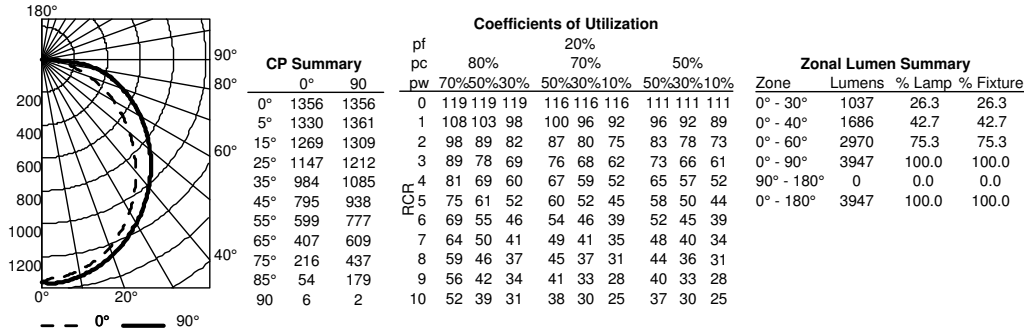 180°
90°
80°
60°
40°
20°
0°
200
400
600
800
1000
1200
0° 90°
CP Summary
0° 90
0° 1356 1356
5° 1330 1361
15° 1269 1309
25° 1147 1212
35° 984 1085
45° 795 938
55° 599 777
65° 407 609
75° 216 437
85° 54 179
90 6 2
Coefficients of Utilization
pf 20%
pc 80% 70% 50%
pw 70%50%30% 50%30%10% 50%30%10%
RCR
0 119 119 119 116 116 116 111 111 111
1 108 103 98 100 96 92 96 92 89
2 98 89 82 87 80 75 83 78 73
3 89 78 69 76 68 62 73 66 61
4 81 69 60 67 59 52 65 57 52
5 75 61 52 60 52 45 58 50 44
6 69 55 46 54 46 39 52 45 39
7 64 50 41 49 41 35 48 40 34
8 59 46 37 45 37 31 44 36 31
9 56 42 34 41 33 28 40 33 28
10 52 39 31 38 30 25 37 30 25
Zonal Lumen Summary
Zone Lumens % Lamp % Fixture
0° - 30° 1037 26.3 26.3
0° - 40° 1686 42.7 42.7
0° - 60° 2970 75.3 75.3
0° - 90° 3947 100.0 100.0
90° - 180° 0 0.0 0.0
0° - 180° 3947 100.0 100.0